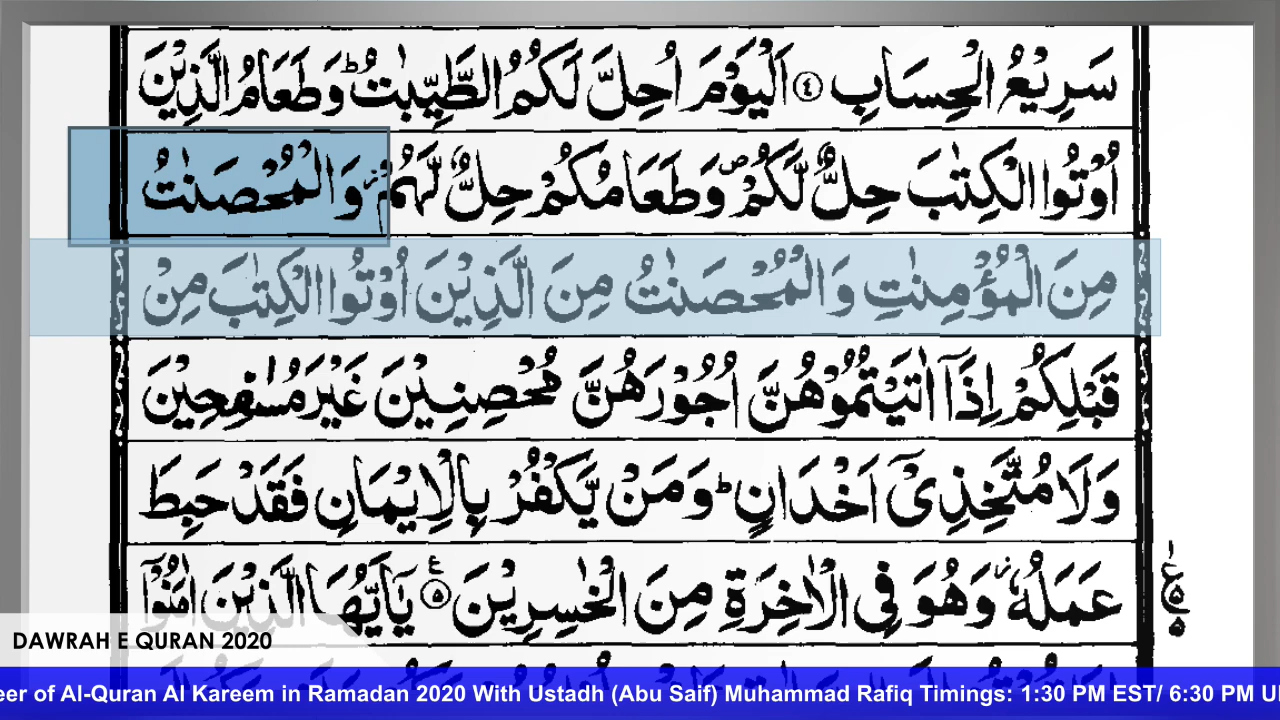 سَرِيْعُ الْحِسَابِ ۴ اَلْيَوْمَ اُحِلَّ لَكُمُ الطَّيِّبٰتُ ؕ وَطَعَامُ الَّذِيْنَ
اُوْتُوا الْكِتٰبَ حِلٌّ لَّكُمْ ۪ وَطَعَامُكُمْ حِلٌّ لَّهُمْ ۫ وَالْمُحْصَنٰتُ
مِنَ الْمُؤْمِنٰتِ وَالْمُحْصَنٰتُ مِنَ الَّذِيْنَ اُوْتُوا الْكِتٰبَ مِنْ
قَبْلِكُمْ اِذَاۤ اٰتَيْتُمُوْهُنَّ اُجُوْرَهُنَّ مُحْصِنِيْنَ غَيْرَ مُسٰفِحِيْنَ
وَلَا مُتَّخِذِيْۤ اَخْدَانٍ ؕ وَمَنْ يَّكْفُرْ بِالْاِيْمَانِ فَقَدْ حَبِطَ
عَمَلُهٗ ۫ وَهُوَ فِي الْاٰخِرَةِ مِنَ الْخٰسِرِيْنَ ۵ يٰۤاَيُّهَا الَّذِيْنَ اٰمَنُوْۤا
DAWRAH E QURAN 2020
eer of Al-Quran Al Kareem in Ramadan 2020 With Ustadh (Abu Saif) Muhammad Rafiq Timings: 1:30 PM EST/ 6:30 PM U